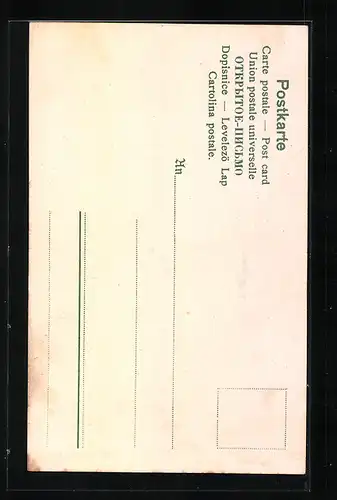 Postkarte
Carte postale — Post card
Union postale universelle
ОТКРЫТОЕ-ПИСЬМО
Dopisnice — Levelező Lap
Cartolina postale.
An